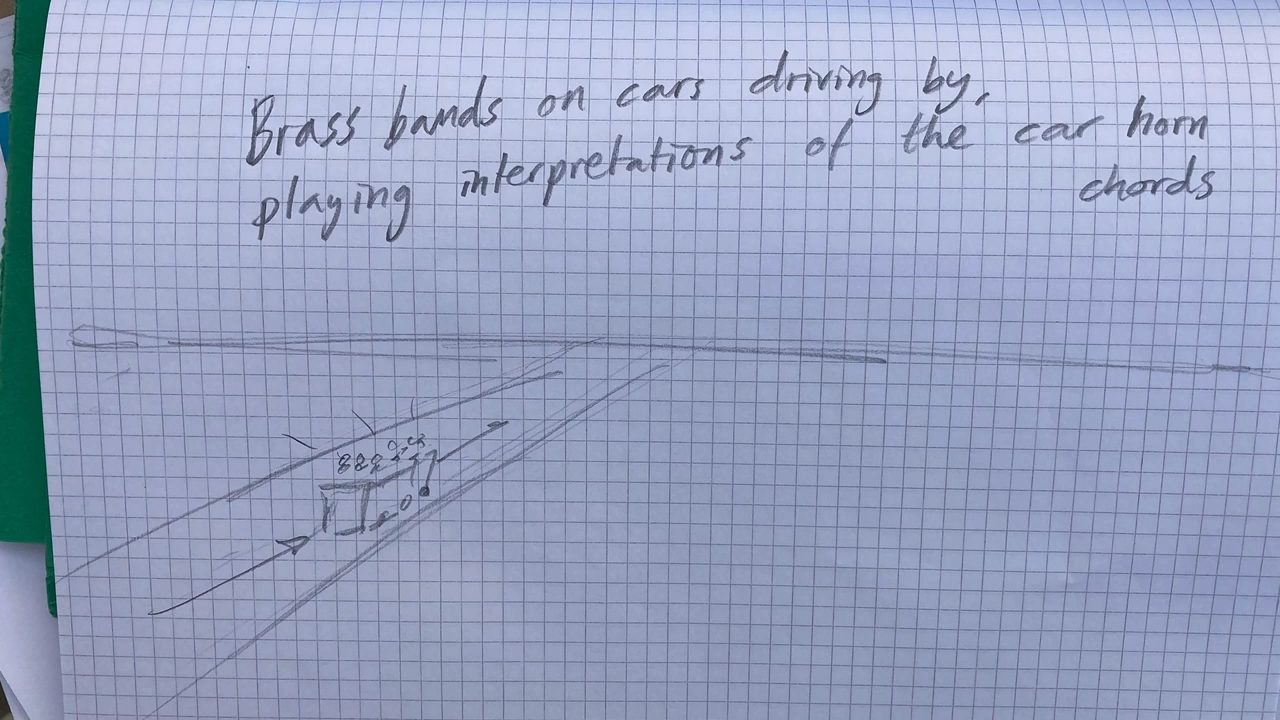 Brass bands on cars driving by,
playing interpretations of the car horn
chords